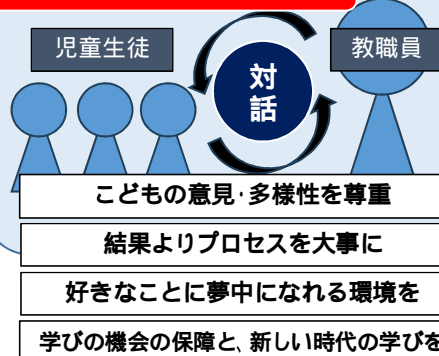 児童生徒
教職員
対
話
こどもの意見・多様性を尊重
結果よりプロセスを大事に
好きなことに夢中になれる環境を
学びの機会の保障と、新しい時代の学びを